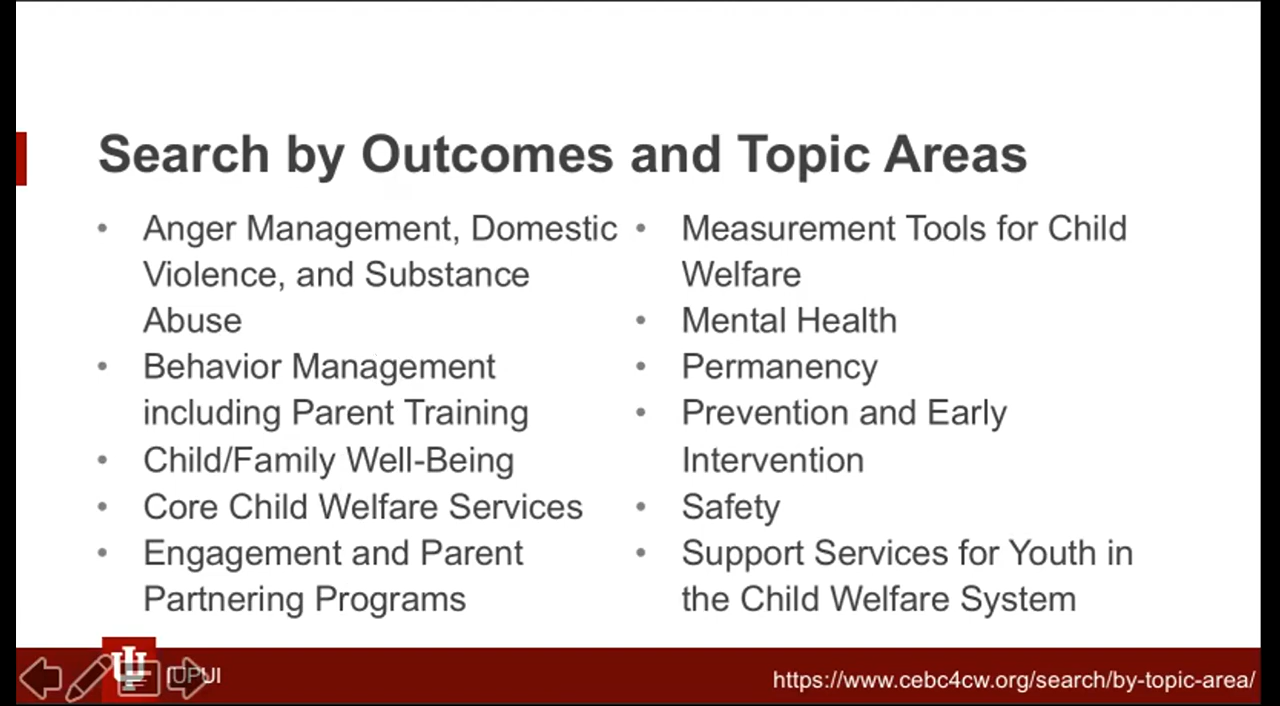 Search by Outcomes and Topic Areas
• Anger Management, Domestic
Violence, and Substance
Abuse
• Behavior Management
including Parent Training
• Child/Family Well-Being
• Core Child Welfare Services
• Engagement and Parent
Partnering Programs
• Measurement Tools for Child
Welfare
• Mental Health
• Permanency
• Prevention and Early
Intervention
• Safety
• Support Services for Youth in
the Child Welfare System
IUPUI
https://www.cebc4cw.org/search/by-topic-area/